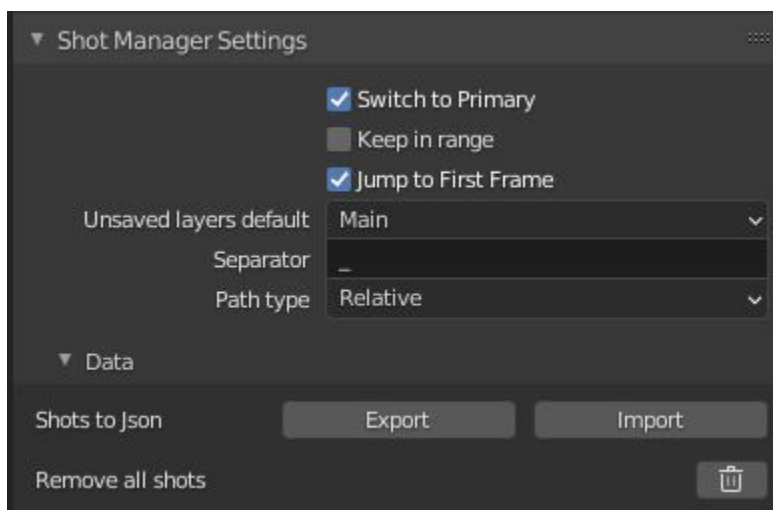 Shot Manager Settings
Switch to Primary
Keep in range
Jump to First Frame
Unsaved layers default Main
Separator _
Path type Relative
Data
Shots to Json Export Import
Remove all shots